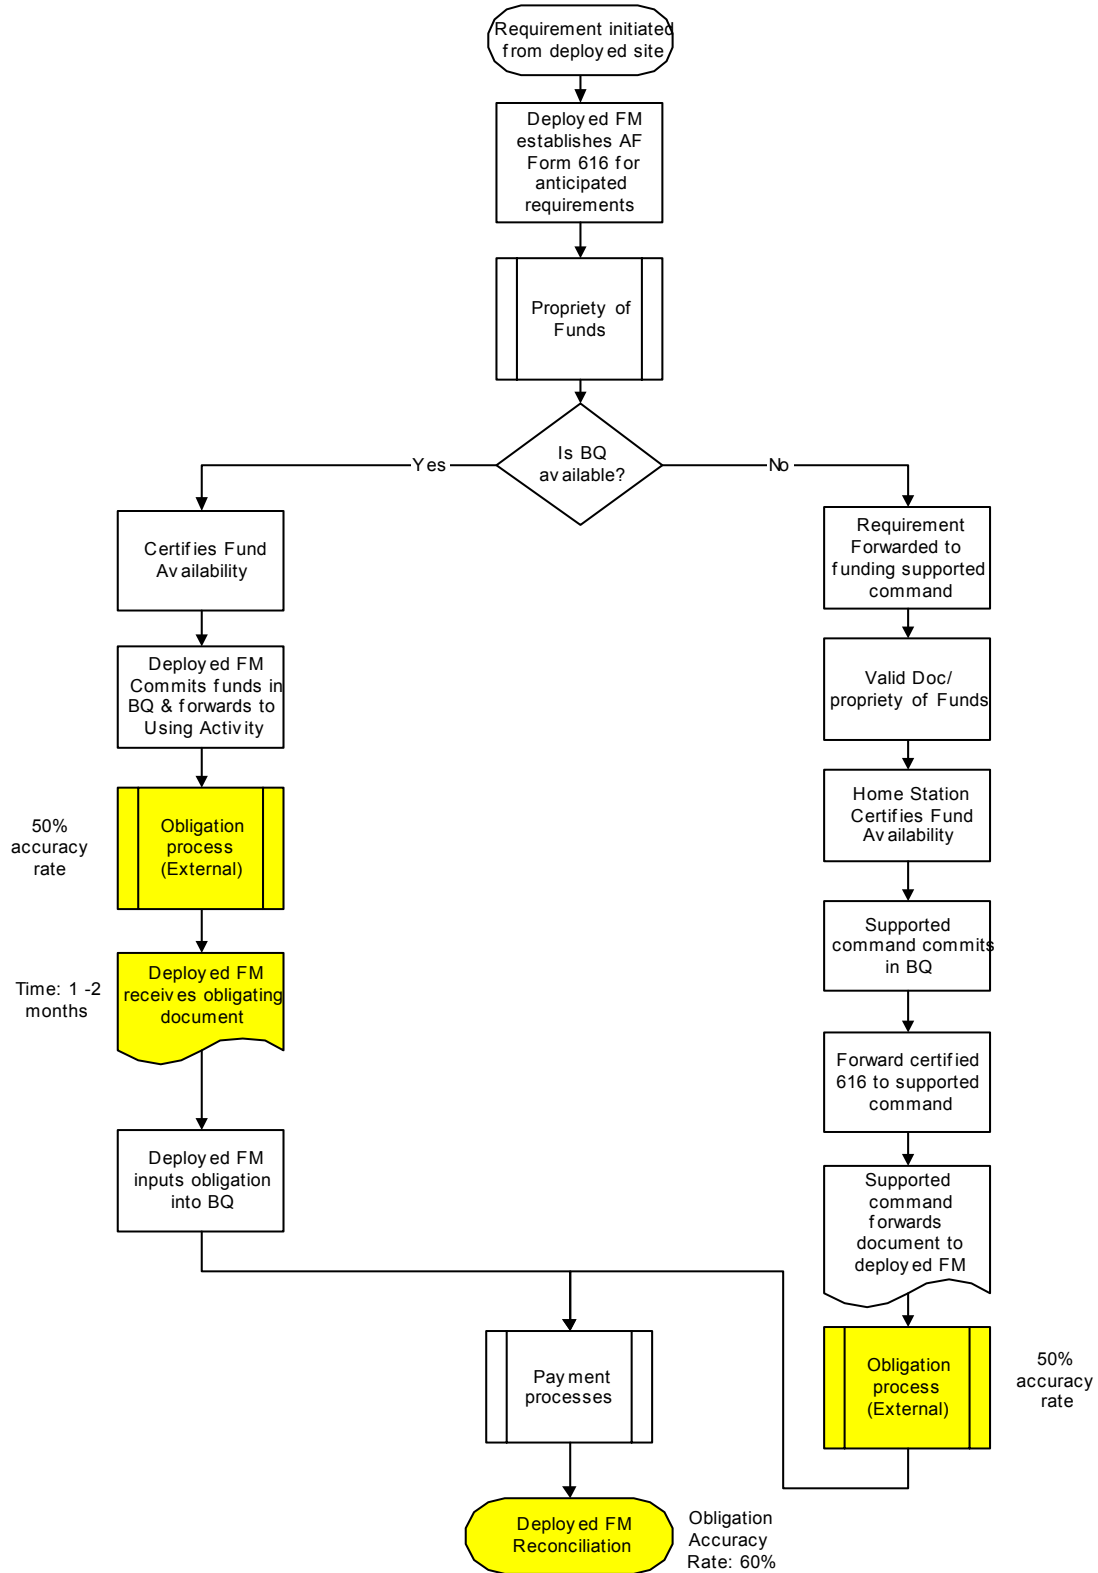 Requirement initiated
from deployed site
Deployed FM
establishes AF
Form 616 for
anticipated
requirements
Propriety of
Funds
Is BQ
available?
Yes
No
Certifies Fund
Availability
Deployed FM
Commits funds in
BQ & forwards to
Using Activity
50%
accuracy
rate
Obligation
process
(External)
Time: 1 -2
months
Deployed FM
receives obligating
document
Deployed FM
inputs obligation
into BQ
Requirement
Forwarded to
funding supported
command
Valid Doc/
propriety of Funds
Home Station
Certifies Fund
Availability
Supported
command commits
in BQ
Forward certified
616 to supported
command
Supported
command
forwards
document to
deployed FM
Obligation
process
(External)
50%
accuracy
rate
Payment
processes
Deployed FM
Reconciliation
Obligation
Accuracy
Rate: 60%